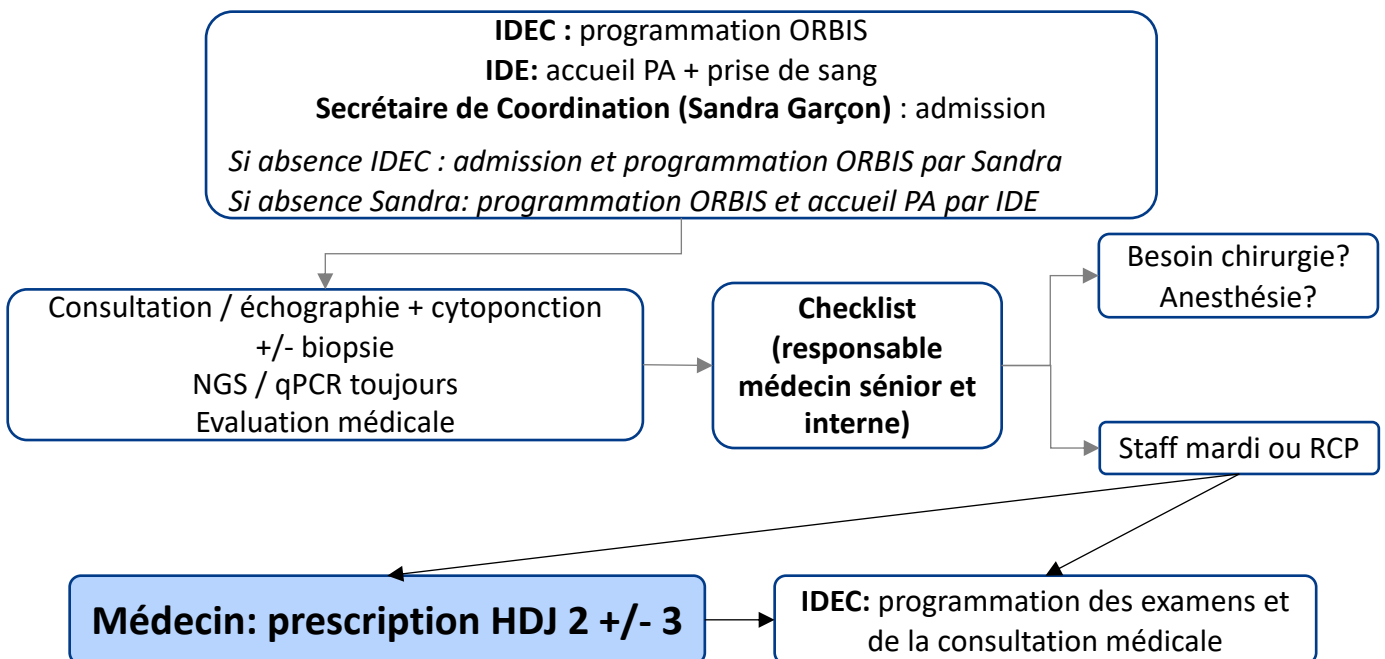 IDEC : programmation ORBIS
IDE: accueil PA + prise de sang
Secrétaire de Coordination (Sandra Garçon) : admission
Si absence IDEC : admission et programmation ORBIS par Sandra
Si absence Sandra: programmation ORBIS et accueil PA par IDE
Consultation / échographie + cytoponction
+/- biopsie
NGS / qPCR toujours
Evaluation médicale
Checklist
(responsable
médecin sénior et
interne)
Besoin chirurgie?
Anesthésie?
Staff mardi ou RCP
Médecin: prescription HDJ 2 +/- 3
IDEC: programmation des examens et
de la consultation médicale